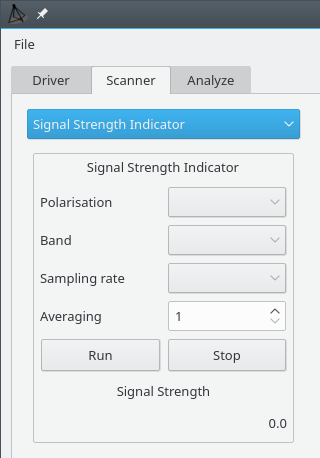 File
Driver Scanner Analyze
Signal Strength Indicator
Signal Strength Indicator
Polarisation
Band
Sampling rate
Averaging 1
Run Stop
Signal Strength
0.0